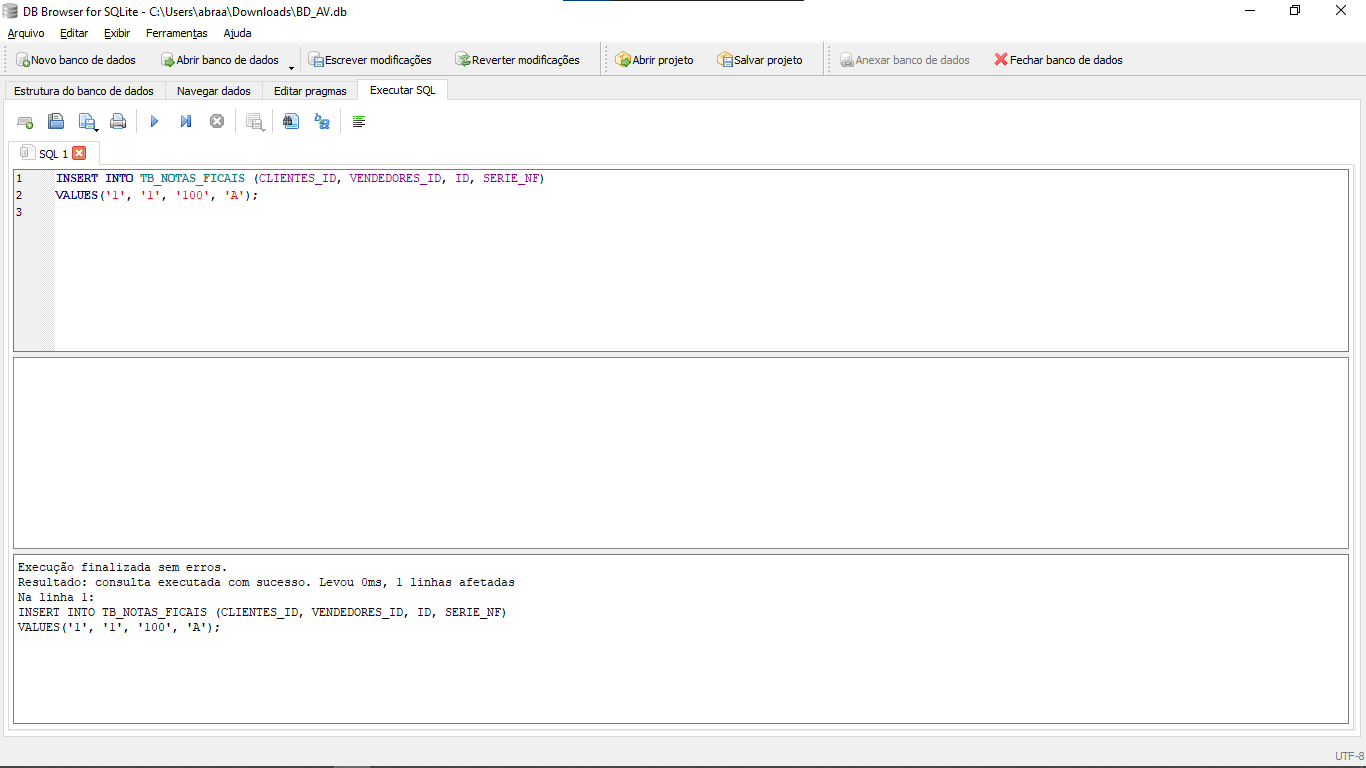 DB Browser for SQLite - C:\Users\abraa\Downloads\BD_AV.db
Arquivo Editar Exibir Ferramentas Ajuda
Novo banco de dados Abrir banco de dados Escrever modificações Reverter modificações Abrir projeto Salvar projeto Anexar banco de dados Fechar banco de dados
Estrutura do banco de dados Navegar dados Editar pragmas Executar SQL
SQL 1
1 INSERT INTO TB_NOTAS_FICAIS (CLIENTES_ID, VENDEDORES_ID, ID, SERIE_NF)
2 VALUES('1', '1', '100', 'A');
3
Execução finalizada sem erros.
Resultado: consulta executada com sucesso. Levou 0ms, 1 linhas afetadas
Na linha 1:
INSERT INTO TB_NOTAS_FICAIS (CLIENTES_ID, VENDEDORES_ID, ID, SERIE_NF)
VALUES('1', '1', '100', 'A');
UTF-8